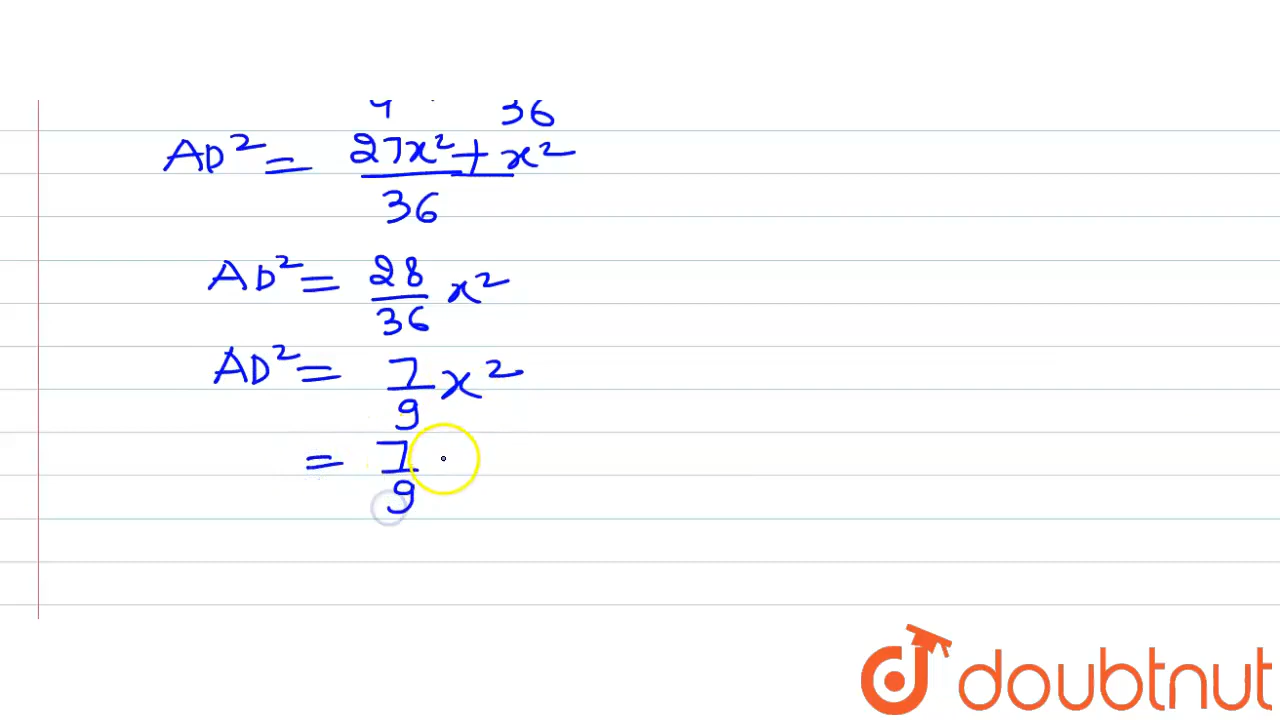 4 36
AD² = 27x² + x² / 36
AD² = 28/36 x²
AD² = 7/9 x²
= 7/9
doubtnut